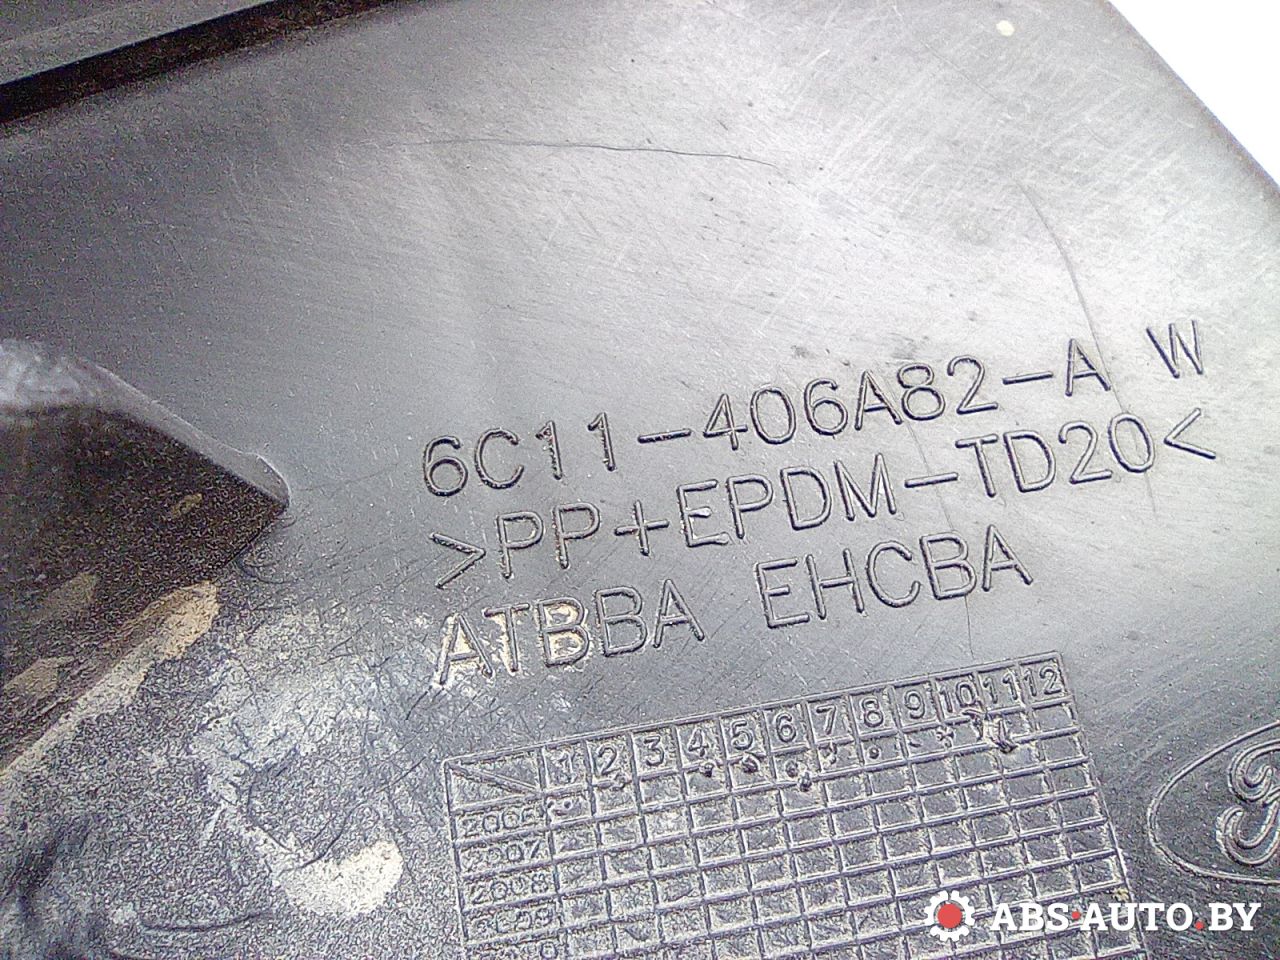 6C11-406A82-A W
>PP+EPDM-TD20<
ATBBA EHCBA
1 2 3 4 5 6 7 8 9 10 11 12
2006
2007
2008
ABS-AUTO.BY